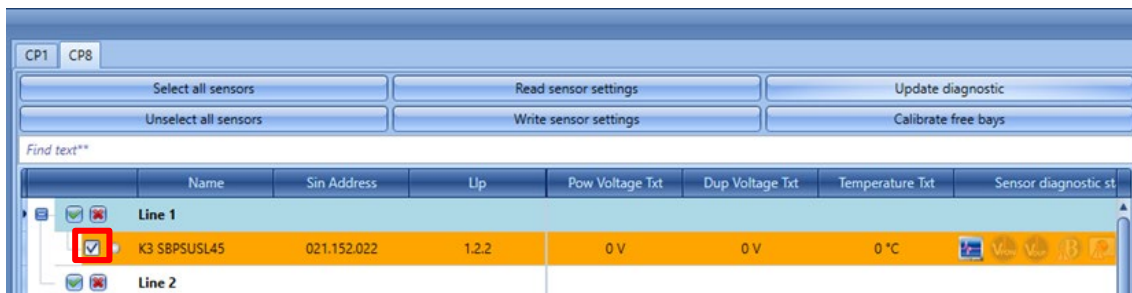 CP1 CP8
Select all sensors Read sensor settings Update diagnostic
Unselect all sensors Write sensor settings Calibrate free bays
Find text**
Name Sin Address Llp Pow Voltage Txt Dup Voltage Txt Temperature Txt Sensor diagnostic st
Line 1
K3 SBPSUSL45 021.152.022 1.2.2 0 V 0 V 0 °C
Line 2